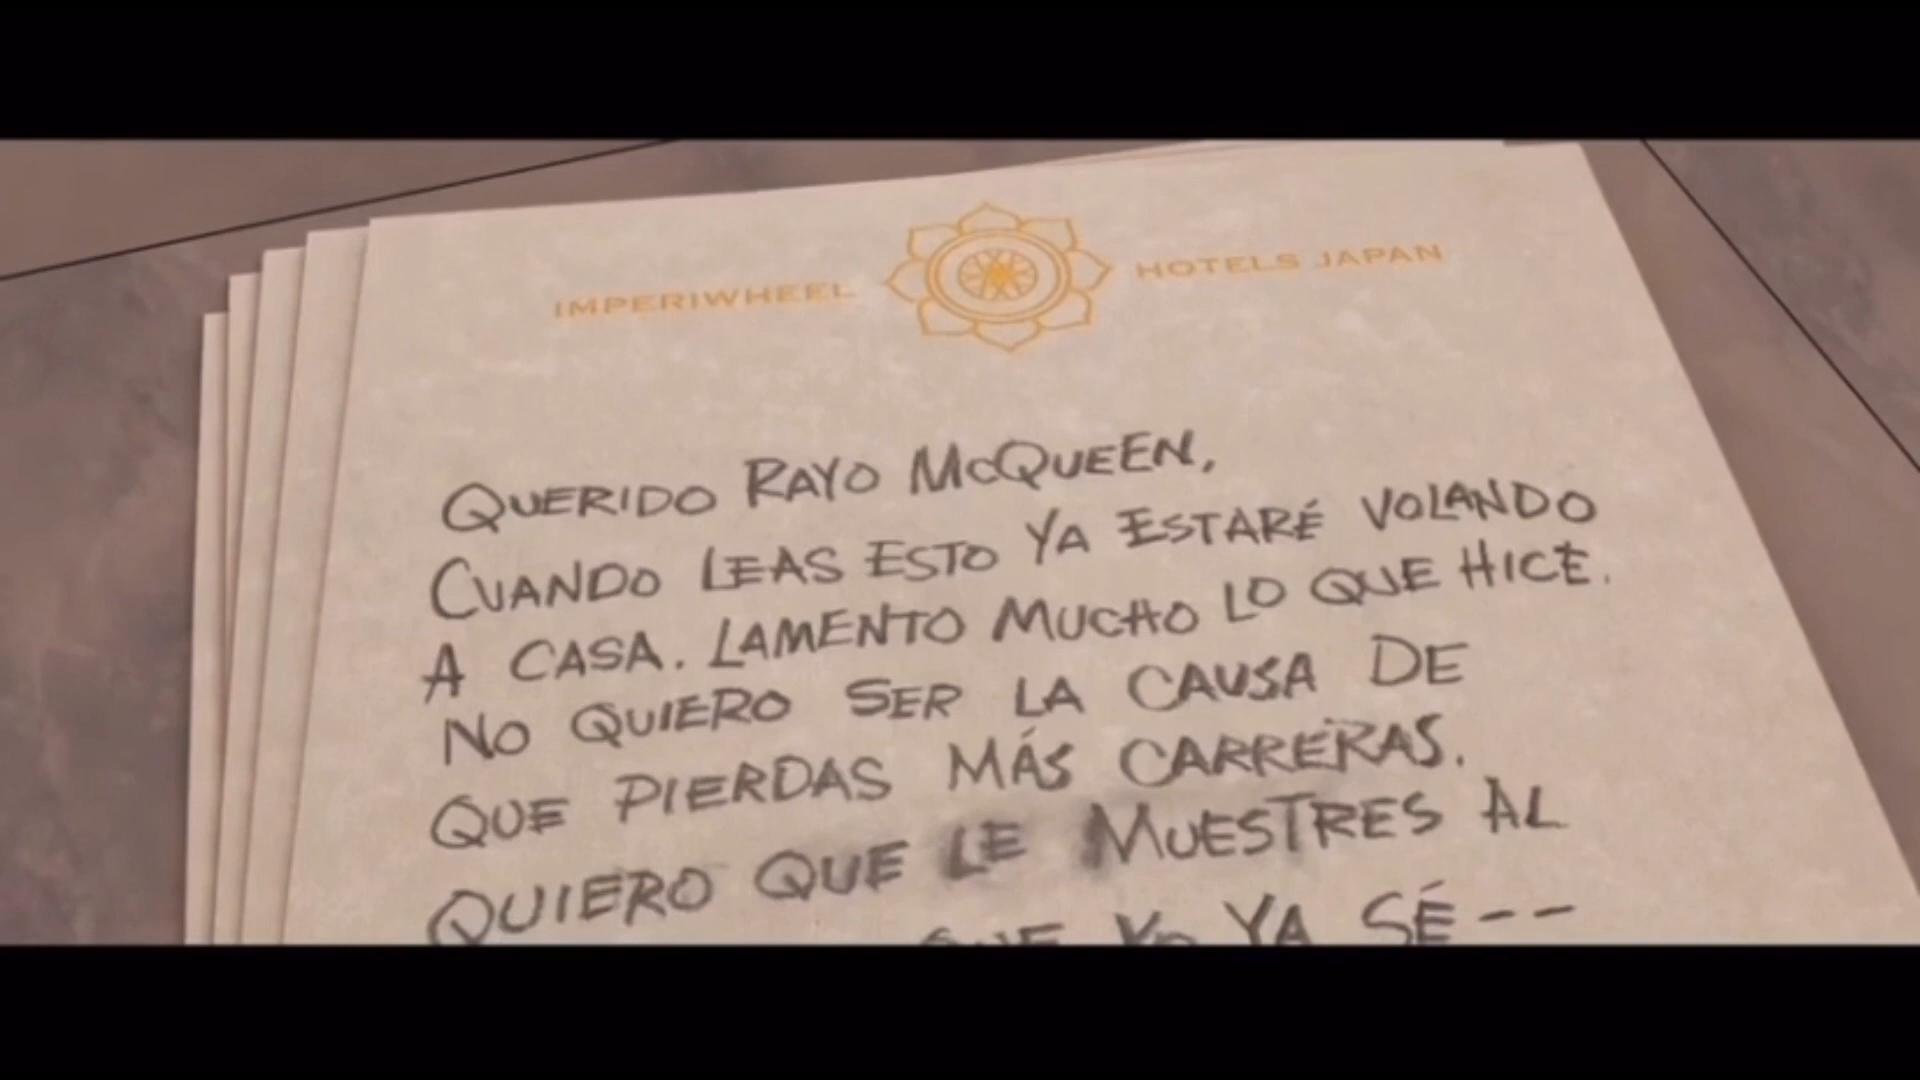 IMPERIWHEEL HOTELS JAPAN
QUERIDO RAYO McQUEEN,
CUANDO LEAS ESTO YA ESTARÉ VOLANDO
A CASA. LAMENTO MUCHO LO QUE HICE.
NO QUIERO SER LA CAUSA DE
QUE PIERDAS MÁS CARRERAS.
QUIERO QUE LE MUESTRES AL
YO YA SÉ--